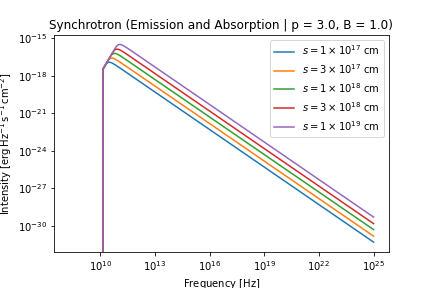 Synchrotron (Emission and Absorption | p = 3.0, B = 1.0)
Intensity [erg Hz⁻¹ s⁻¹ cm⁻²]
10⁻¹⁵
10⁻¹⁸
10⁻²¹
10⁻²⁴
10⁻²⁷
10⁻³⁰
s = 1 × 10¹⁷ cm
s = 3 × 10¹⁷ cm
s = 1 × 10¹⁸ cm
s = 3 × 10¹⁸ cm
s = 1 × 10¹⁹ cm
10¹⁰ 10¹³ 10¹⁶ 10¹⁹ 10²² 10²⁵
Frequency [Hz]